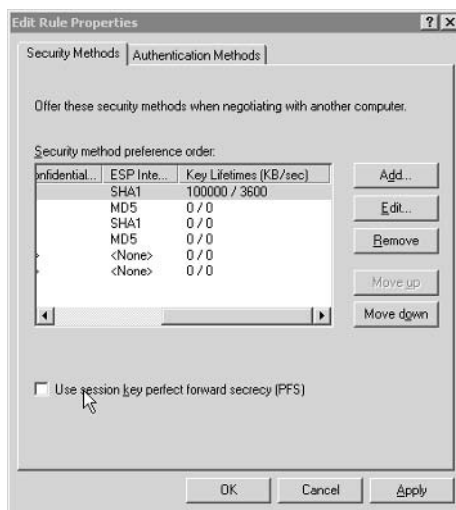 Edit Rule Properties
? X
Security Methods Authentication Methods
Offer these security methods when negotiating with another computer.
Security method preference order:
onfidential... ESP Inte... Key Lifetimes (KB/sec)
SHA1 100000 / 3600
MD5 0 / 0
SHA1 0 / 0
MD5 0 / 0
<None> 0 / 0
<None> 0 / 0
Add...
Edit...
Remove
Move up
Move down
Use session key perfect forward secrecy (PFS)
OK Cancel Apply